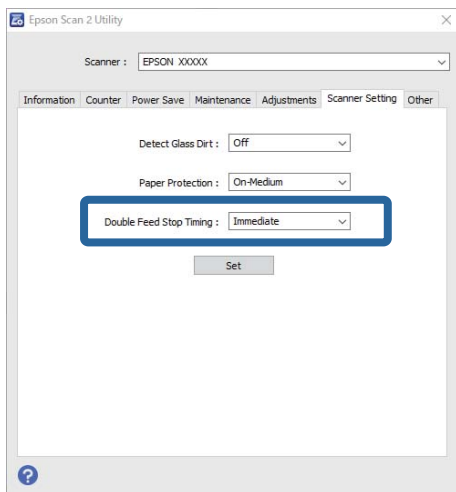 Epson Scan 2 Utility
Scanner : EPSON XXXXX
Information Counter Power Save Maintenance Adjustments Scanner Setting Other
Detect Glass Dirt : Off
Paper Protection : On-Medium
Double Feed Stop Timing : Immediate
Set
?